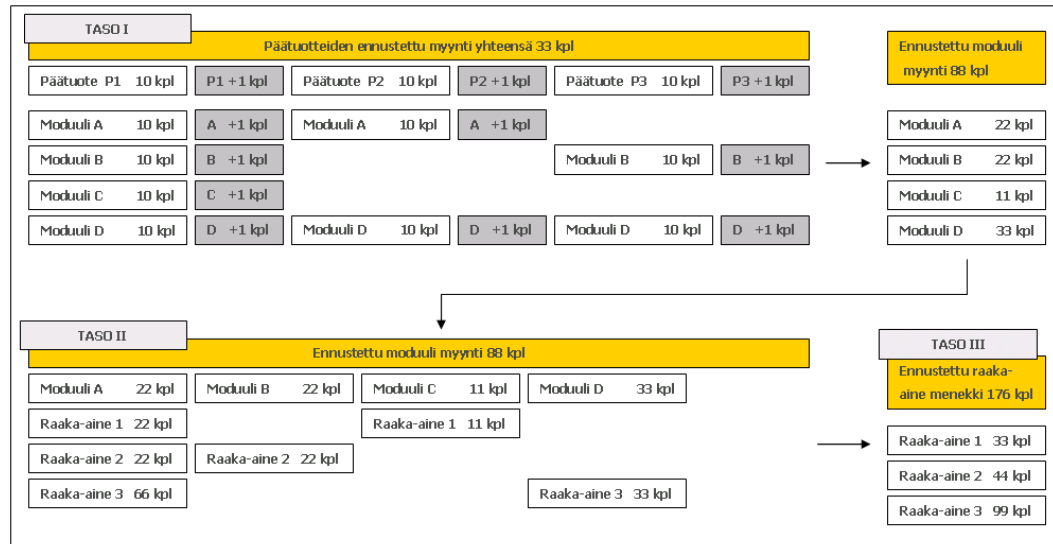 TASO I
Päätuotteiden ennustettu myynti yhteensä 33 kpl
Ennustettu moduuli
myynti 88 kpl
Päätuote P1 10 kpl P1 +1 kpl Päätuote P2 10 kpl P2 +1 kpl Päätuote P3 10 kpl P3 +1 kpl
Moduuli A 10 kpl A +1 kpl Moduuli A 10 kpl A +1 kpl Moduuli A 22 kpl
Moduuli B 10 kpl B +1 kpl Moduuli B 10 kpl B +1 kpl Moduuli B 22 kpl
Moduuli C 10 kpl C +1 kpl Moduuli C 11 kpl
Moduuli D 10 kpl D +1 kpl Moduuli D 10 kpl D +1 kpl Moduuli D 10 kpl D +1 kpl Moduuli D 33 kpl
TASO II
Ennustettu moduuli myynti 88 kpl
TASO III
Ennustettu raaka-
aine menekki 176 kpl
Moduuli A 22 kpl Moduuli B 22 kpl Moduuli C 11 kpl Moduuli D 33 kpl
Raaka-aine 1 22 kpl Raaka-aine 1 11 kpl Raaka-aine 1 33 kpl
Raaka-aine 2 22 kpl Raaka-aine 2 22 kpl Raaka-aine 2 44 kpl
Raaka-aine 3 66 kpl Raaka-aine 3 33 kpl Raaka-aine 3 99 kpl